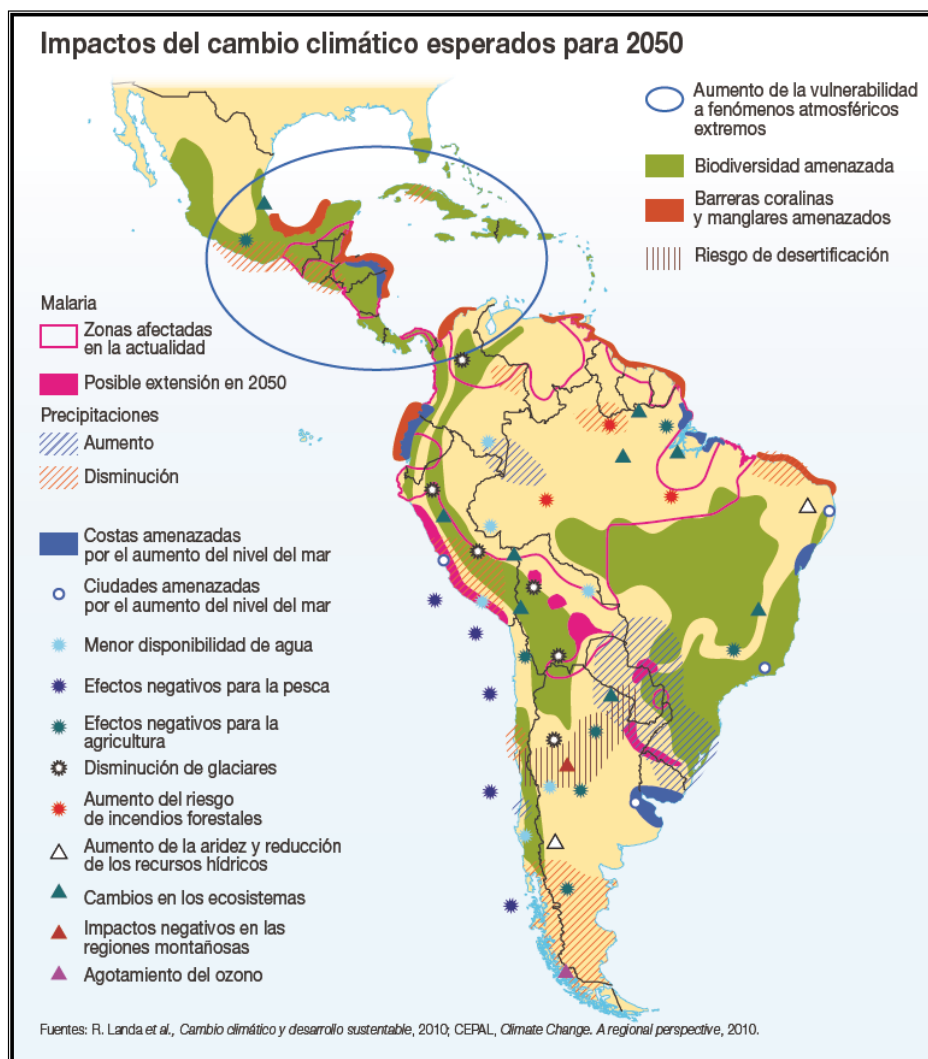 Impactos del cambio climático esperados para 2050
Aumento de la vulnerabilidad
a fenómenos atmosféricos
extremos
Biodiversidad amenazada
Barreras coralinas
y manglares amenazados
Riesgo de desertificación
Malaria
Zonas afectadas
en la actualidad
Posible extensión en 2050
Precipitaciones
Aumento
Disminución
Costas amenazadas
por el aumento del nivel del mar
Ciudades amenazadas
por el aumento del nivel del mar
Menor disponibilidad de agua
Efectos negativos para la pesca
Efectos negativos para la
agricultura
Disminución de glaciares
Aumento del riesgo
de incendios forestales
Aumento de la aridez y reducción
de los recursos hídricos
Cambios en los ecosistemas
Impactos negativos en las
regiones montañosas
Agotamiento del ozono
Fuentes: R. Landa et al., Cambio climático y desarrollo sustentable, 2010; CEPAL, Climate Change. A regional perspective, 2010.